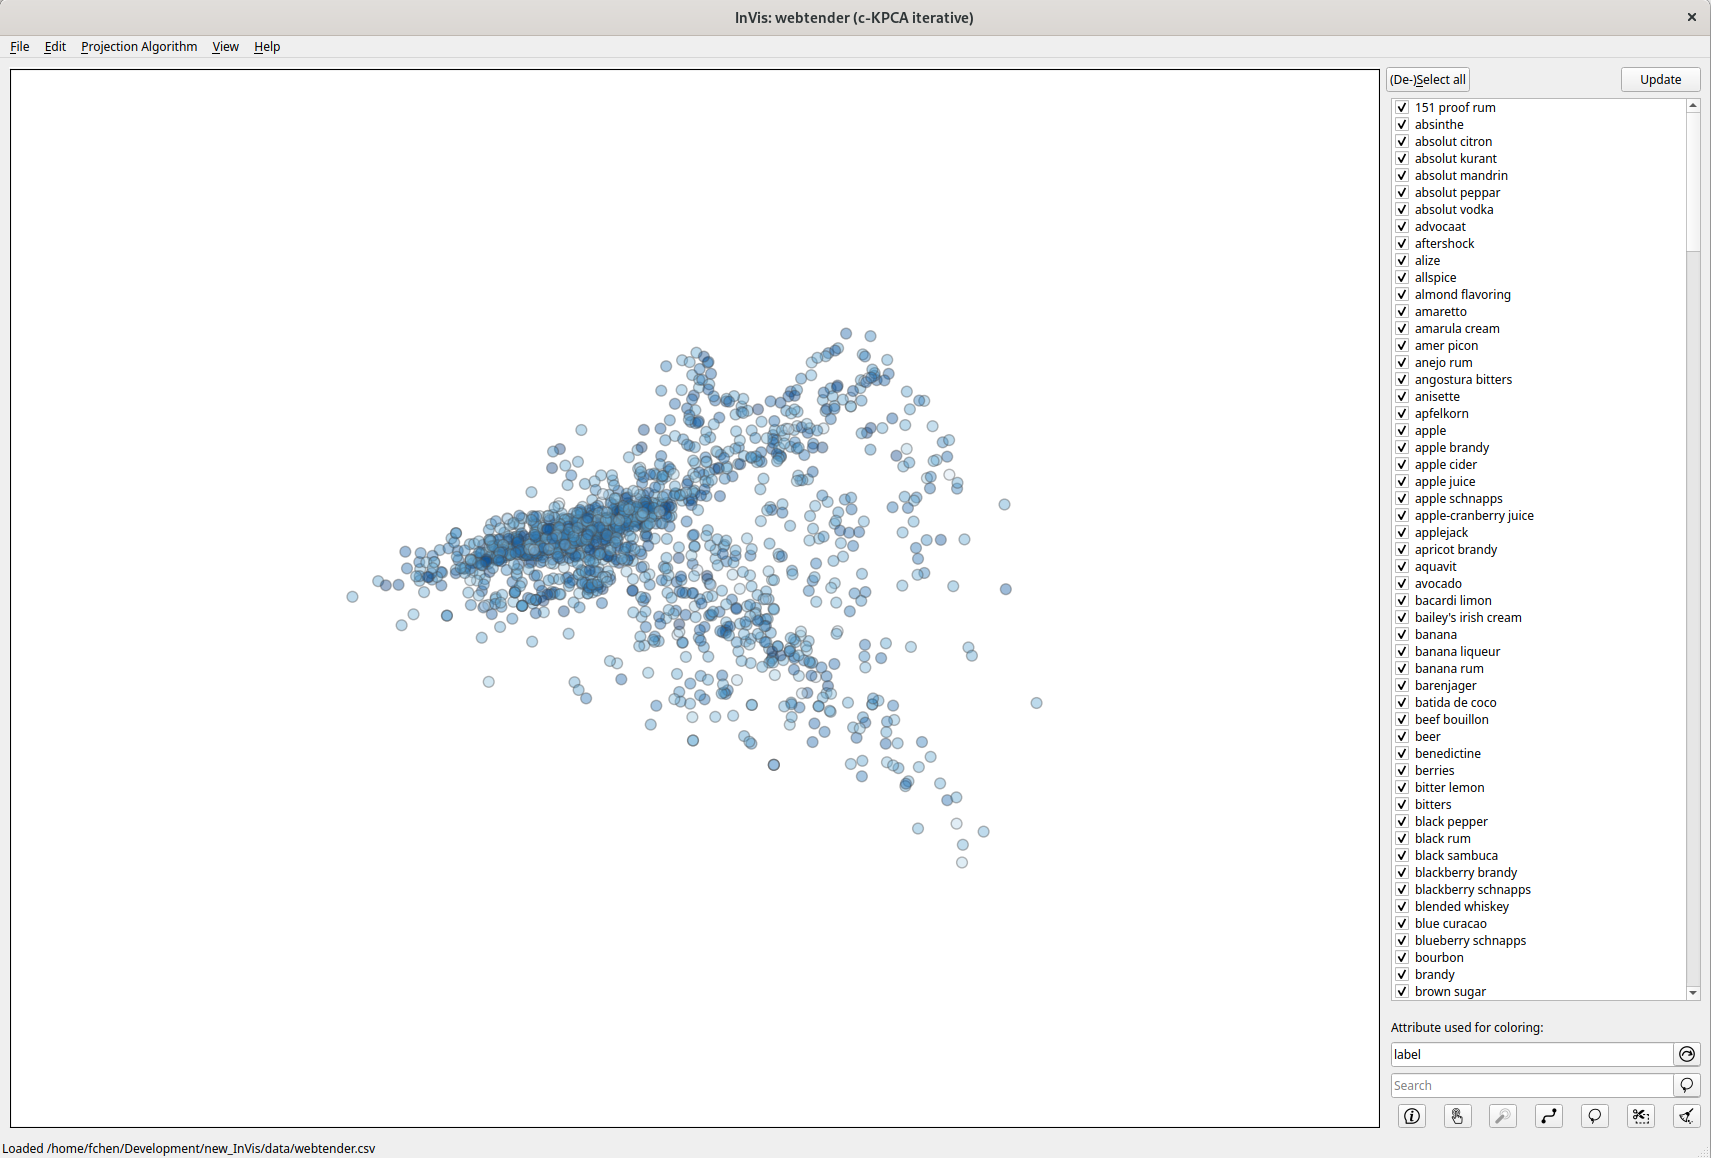 InVis: webtender (c-KPCA iterative)
File Edit Projection Algorithm View Help
(De-)Select all Update
151 proof rum
absinthe
absolut citron
absolut kurant
absolut mandrin
absolut peppar
absolut vodka
advocaat
aftershock
alize
allspice
almond flavoring
amaretto
amarula cream
amer picon
anejo rum
angostura bitters
anisette
apfelkorn
apple
apple brandy
apple cider
apple juice
apple schnapps
apple-cranberry juice
applejack
apricot brandy
aquavit
avocado
bacardi limon
bailey's irish cream
banana
banana liqueur
banana rum
barenjager
batida de coco
beef bouillon
beer
benedictine
berries
bitter lemon
bitters
black pepper
black rum
black sambuca
blackberry brandy
blackberry schnapps
blended whiskey
blue curacao
blueberry schnapps
bourbon
brandy
brown sugar
Attribute used for coloring:
label
Search
Loaded /home/fchen/Development/new_InVis/data/webtender.csv